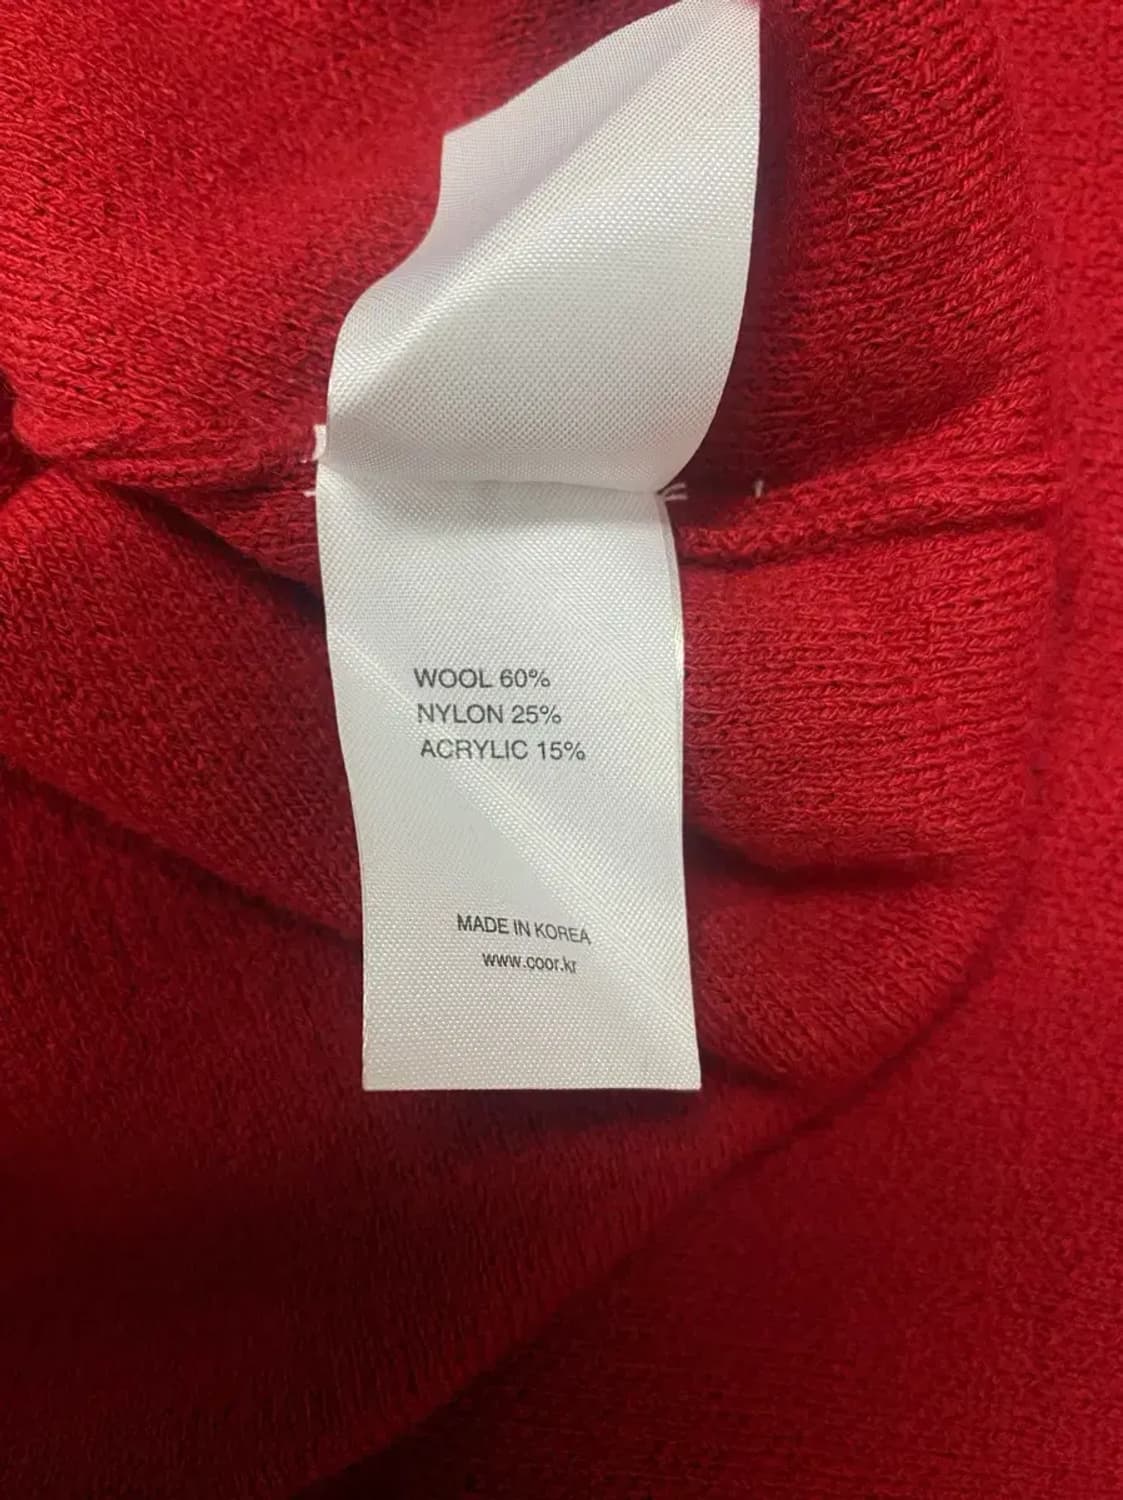 WOOL 60%
NYLON 25%
ACRYLIC 15%
MADE IN KOREA
www.coor.kr